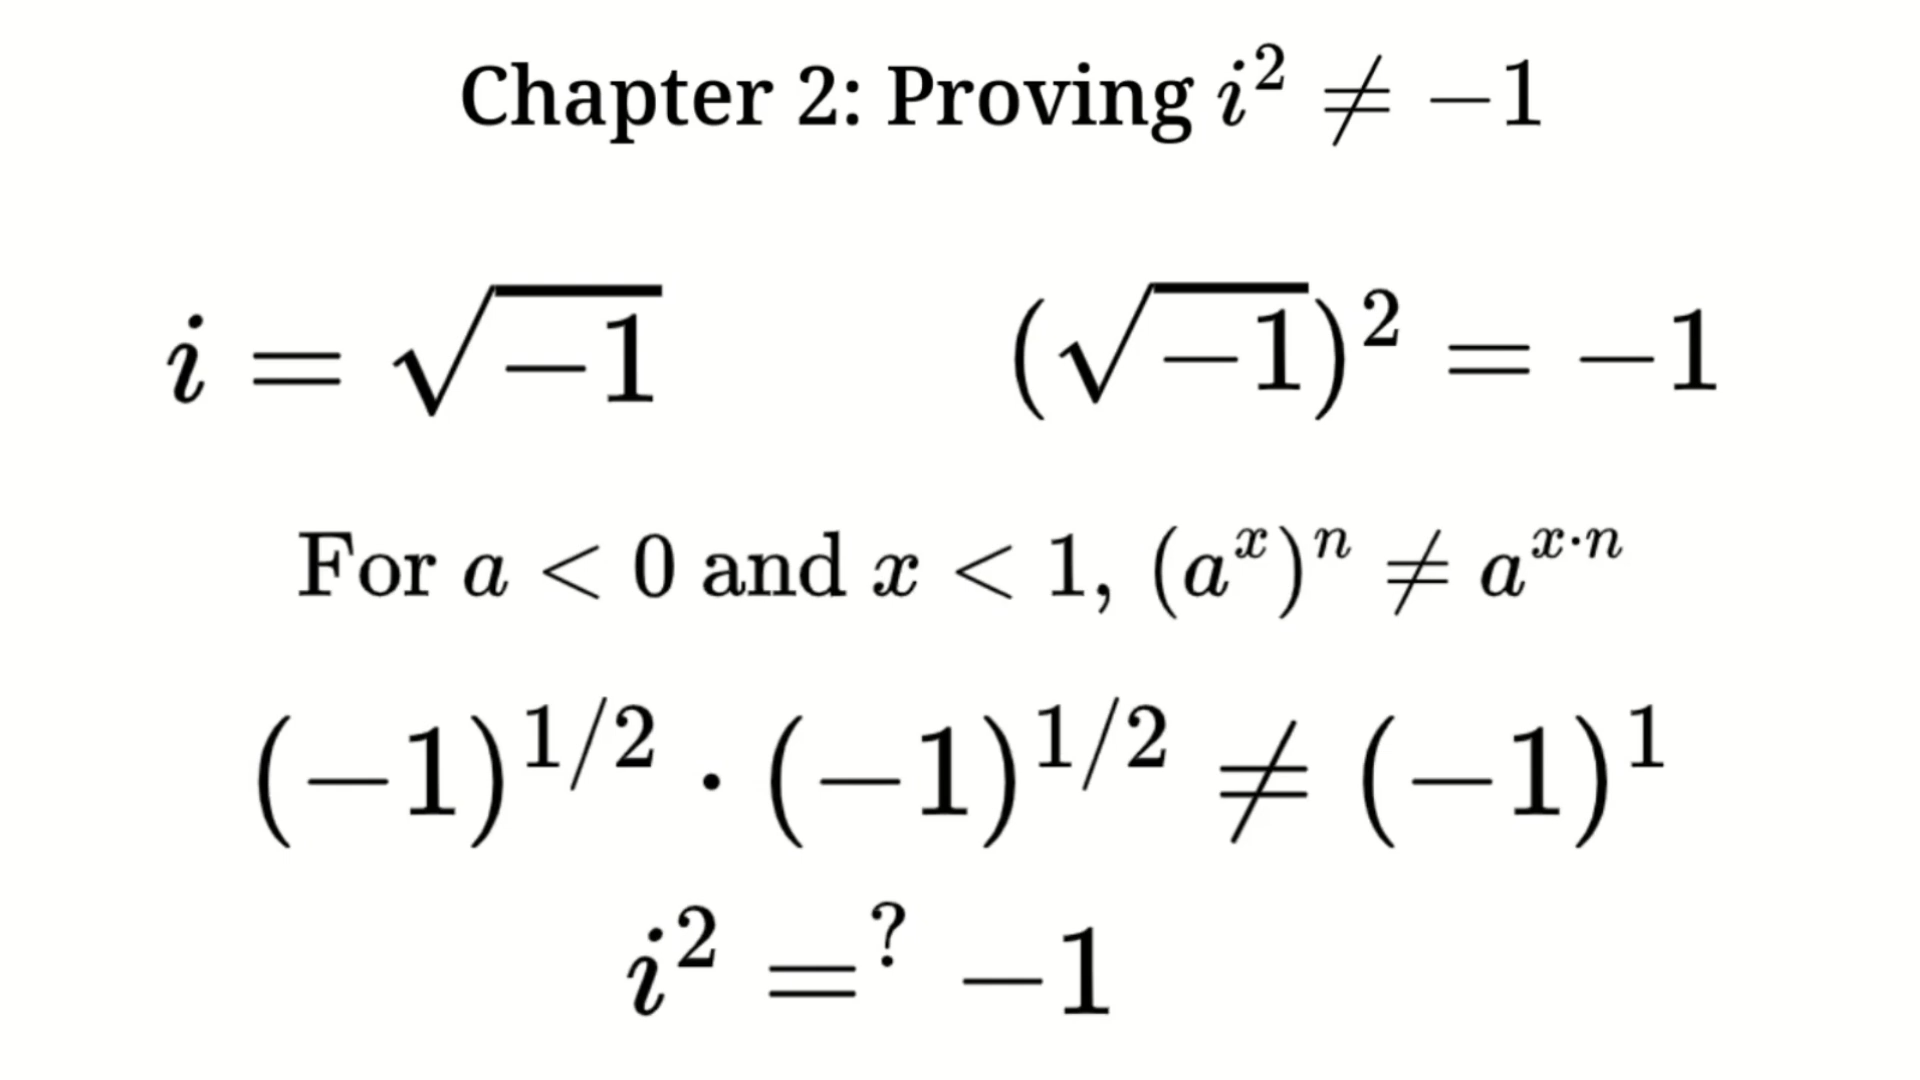 Chapter 2: Proving i² ≠ −1
i = √−1 (√−1)² = −1
For a < 0 and x < 1, (aˣ)ⁿ ≠ aˣ·ⁿ
(−1)^{1/2} · (−1)^{1/2} ≠ (−1)¹
i² =^? −1